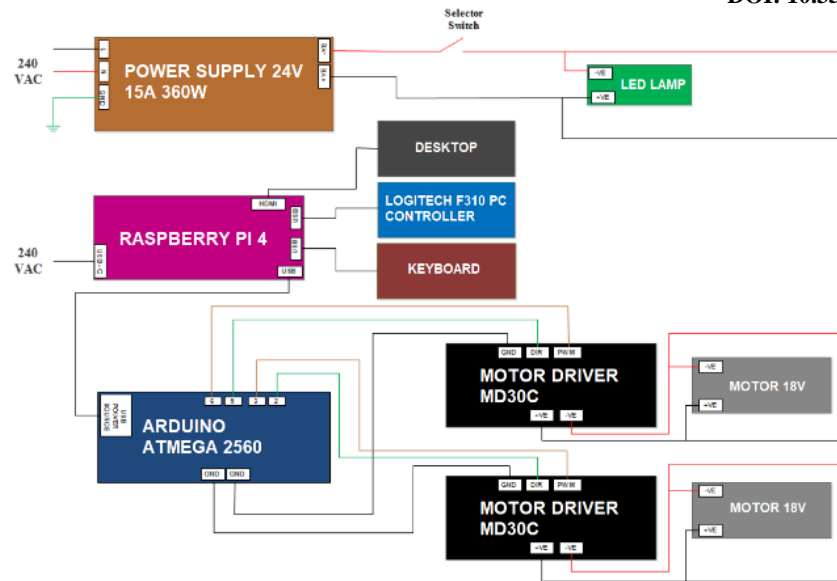 DOI:
Selector
Switch
240
VAC
L
N
GND
POWER SUPPLY 24V
15A 360W
-VE
+VE
LED LAMP
DESKTOP
LOGITECH F310 PC
CONTROLLER
KEYBOARD
HDMI
USB
USB
USB
USB-C
RASPBERRY PI 4
240
VAC
6
3
2
USB
POWER
SOURCE
ARDUINO
ATMEGA 2560
GND
GND
GND
DIR
PWM
MOTOR DRIVER
MD30C
+VE
-VE
-VE
+VE
MOTOR 18V
GND
DIR
PWM
MOTOR DRIVER
MD30C
+VE
-VE
-VE
+VE
MOTOR 18V